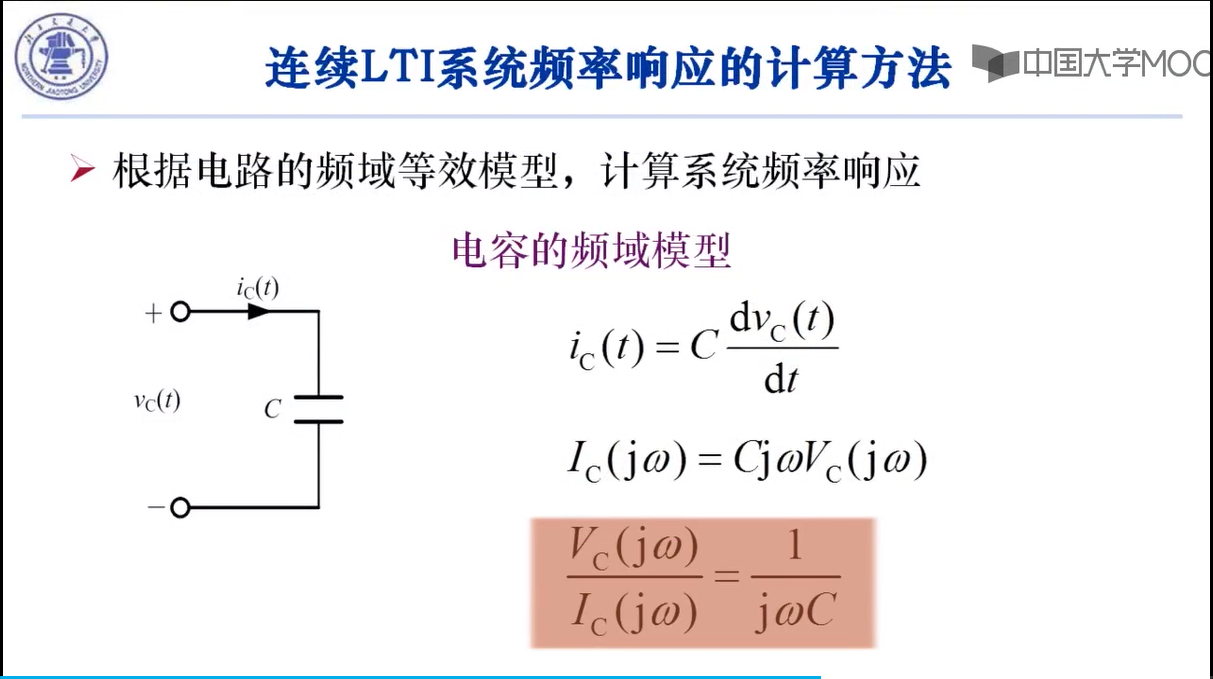 连续LTI系统频率响应的计算方法
中国大学MOO
➢ 根据电路的频域等效模型，计算系统频率响应
电容的频域模型
+
i_C(t)
v_C(t)
C
−
i_C(t) = C dv_C(t)/dt
I_C(jω) = CjωV_C(jω)
V_C(jω)/I_C(jω) = 1/jωC